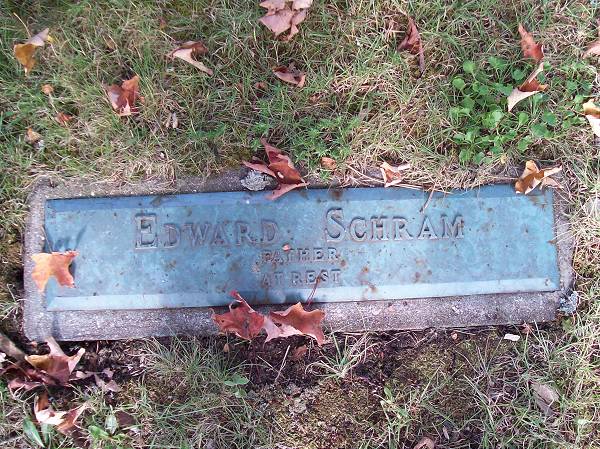 EDWARD SCHRAM
FATHER
AT REST